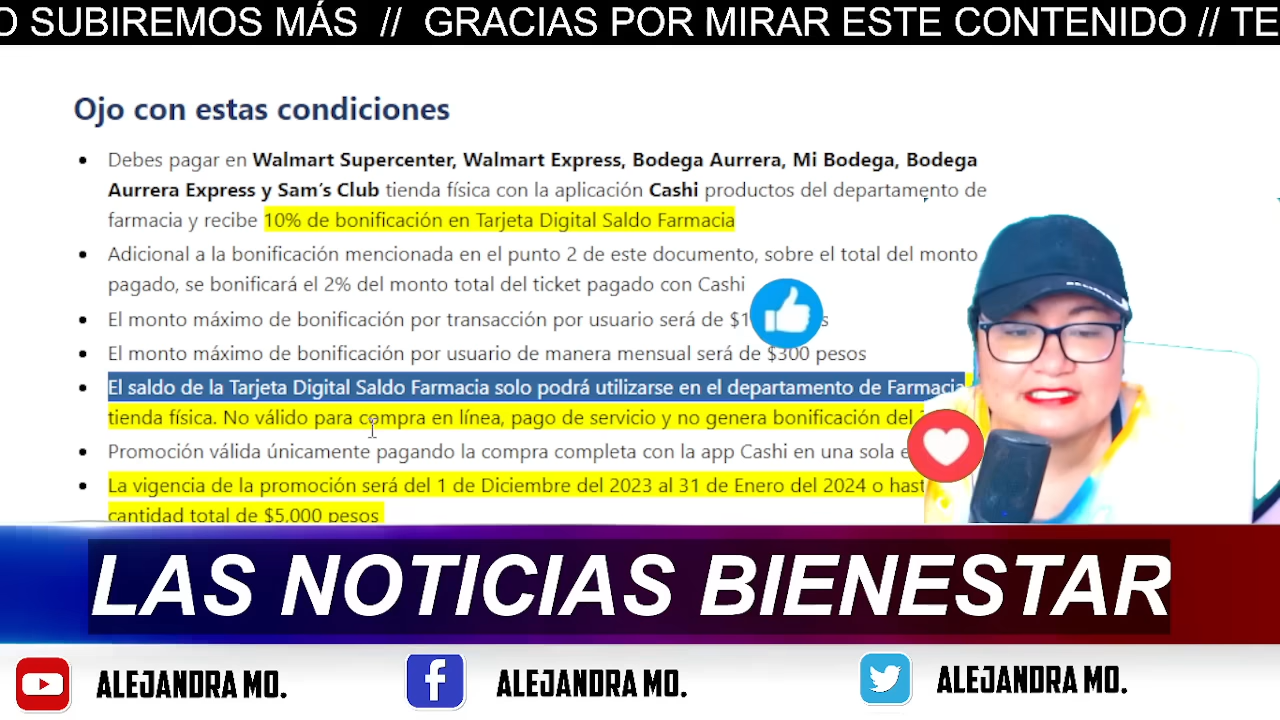 O SUBIREMOS MÁS // GRACIAS POR MIRAR ESTE CONTENIDO // TE
Ojo con estas condiciones
• Debes pagar en Walmart Supercenter, Walmart Express, Bodega Aurrera, Mi Bodega, Bodega
Aurrera Express y Sam's Club tienda física con la aplicación Cashi productos del departamento de
farmacia y recibe 10% de bonificación en Tarjeta Digital Saldo Farmacia
• Adicional a la bonificación mencionada en el punto 2 de este documento, sobre el total del monto
pagado, se bonificará el 2% del monto total del ticket pagado con Cashi
• El monto máximo de bonificación por transacción por usuario será de
• El monto máximo de bonificación por usuario de manera mensual será de $300 pesos
• El saldo de la Tarjeta Digital Saldo Farmacia solo podrá utilizarse en el departamento de Farmacia
tienda física. No válido para compra en línea, pago de servicio y no genera bonificación del
• Promoción válida únicamente pagando la compra completa con la app Cashi en una sola
• La vigencia de la promoción será del 1 de Diciembre del 2023 al 31 de Enero del 2024 o
cantidad total de $5,000 pesos
LAS NOTICIAS BIENESTAR
ALEJANDRA MO. ALEJANDRA MO. ALEJANDRA MO.